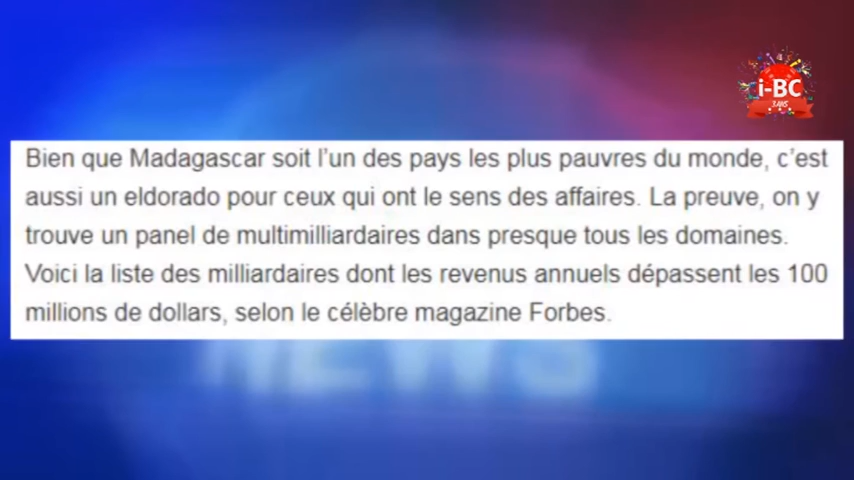 i-BC
3 ANS
Bien que Madagascar soit l'un des pays les plus pauvres du monde, c'est
aussi un eldorado pour ceux qui ont le sens des affaires. La preuve, on y
trouve un panel de multimilliardaires dans presque tous les domaines.
Voici la liste des milliardaires dont les revenus annuels dépassent les 100
millions de dollars, selon le célèbre magazine Forbes.
NEWS